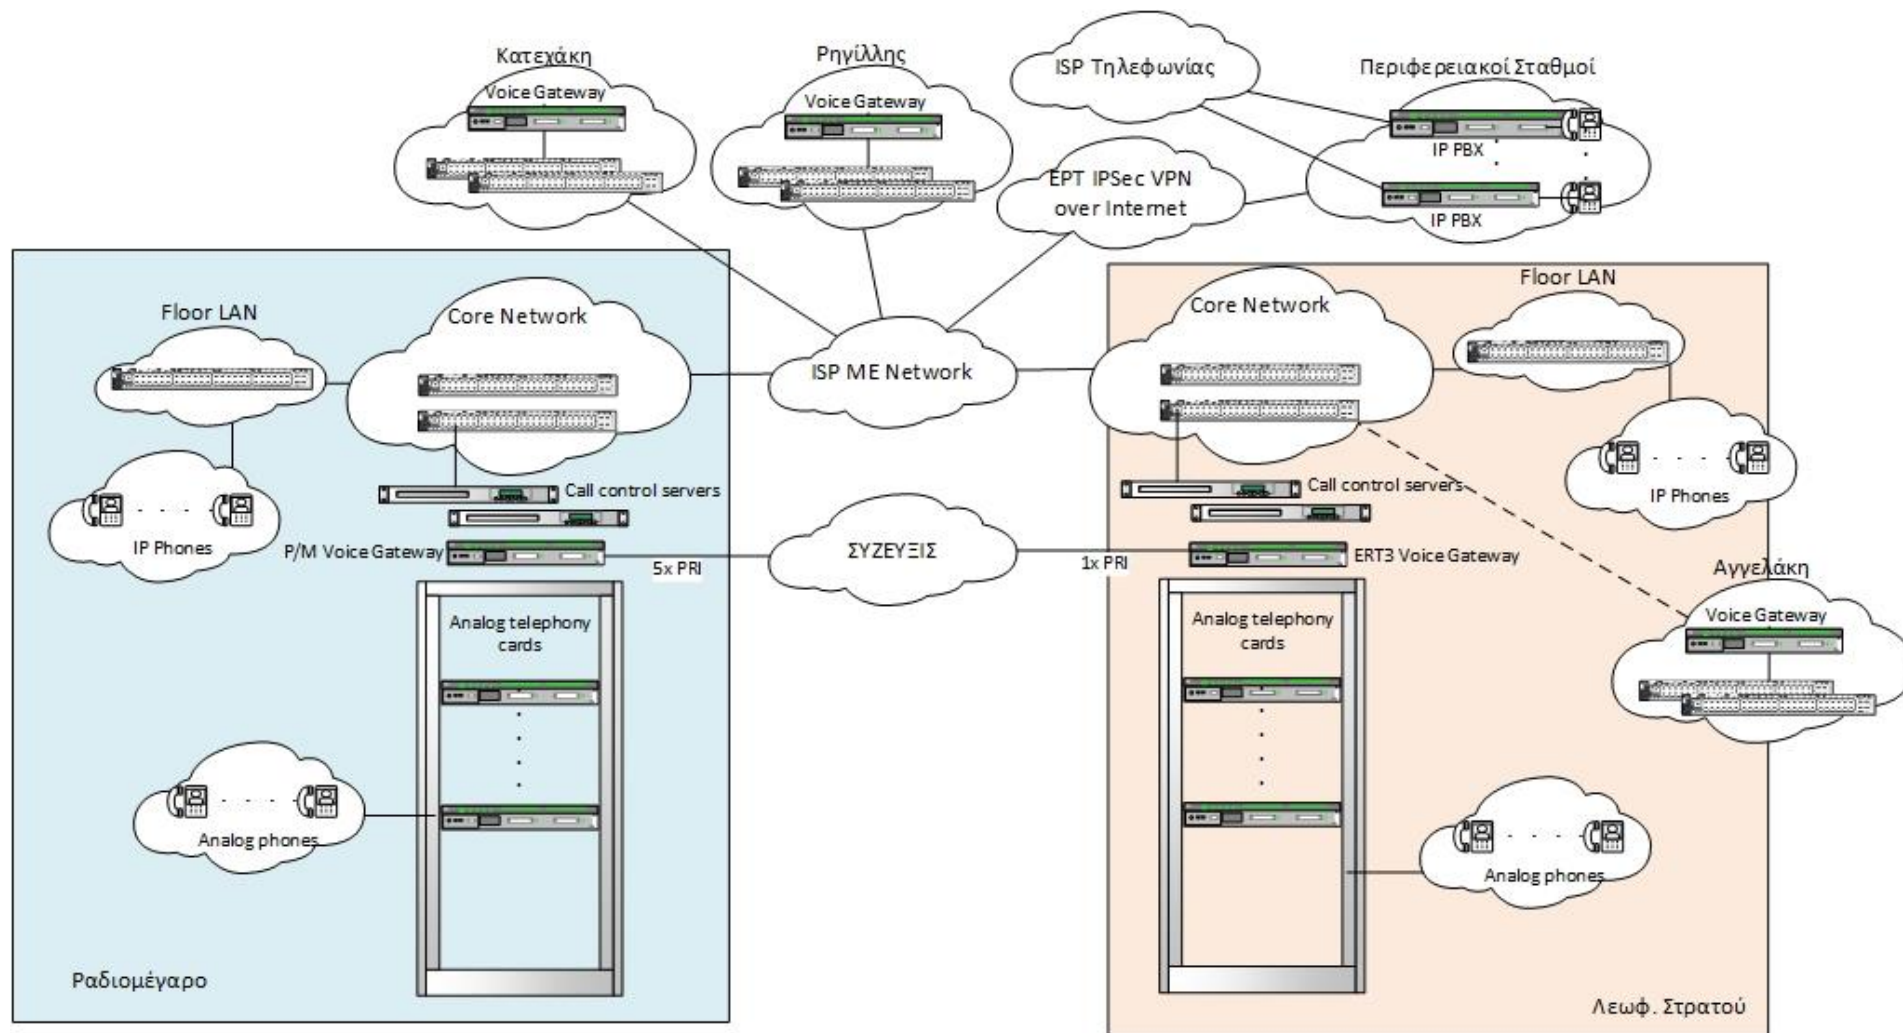 Κατεχάκη
Voice Gateway
Ρηγίλλης
Voice Gateway
ISP Τηλεφωνίας
Περιφερειακοί Σταθμοί
IP PBX
IP PBX
ΕΡΤ IPSec VPN
over Internet
Floor LAN
Core Network
ISP ME Network
Core Network
Floor LAN
IP Phones
Call control servers
P/M Voice Gateway
5x PRI
ΣΥΖΕΥΞΙΣ
1x PRI
Call control servers
ERT3 Voice Gateway
IP Phones
Αγγελάκη
Voice Gateway
Analog telephony
cards
Analog telephony
cards
Analog phones
Analog phones
Ραδιομέγαρο
Λεωφ. Στρατού